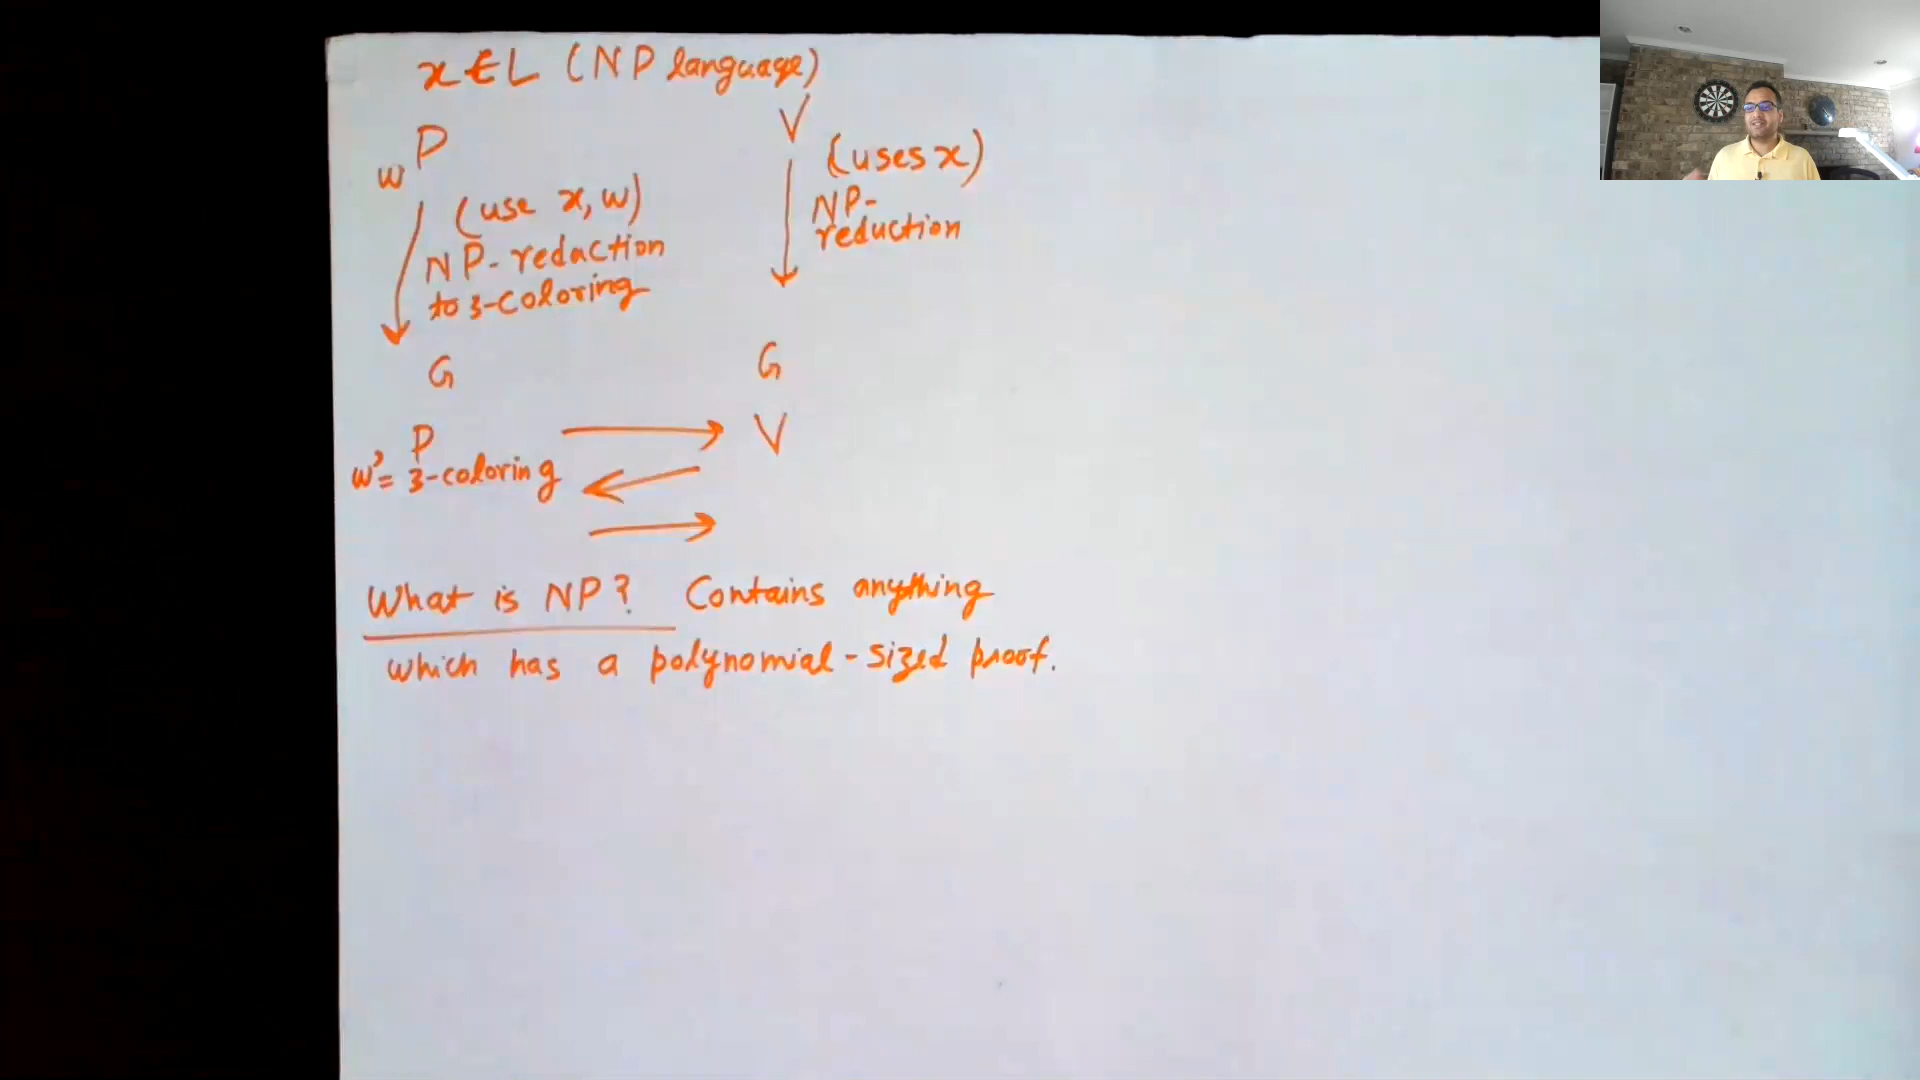 x ∈ L (NP language)
P
V
w
(uses x)
(use x, w)
NP-
reduction
NP-reduction
to 3-coloring
G
G
P
V
w'= 3-coloring
What is NP? Contains anything
which has a polynomial-sized proof.